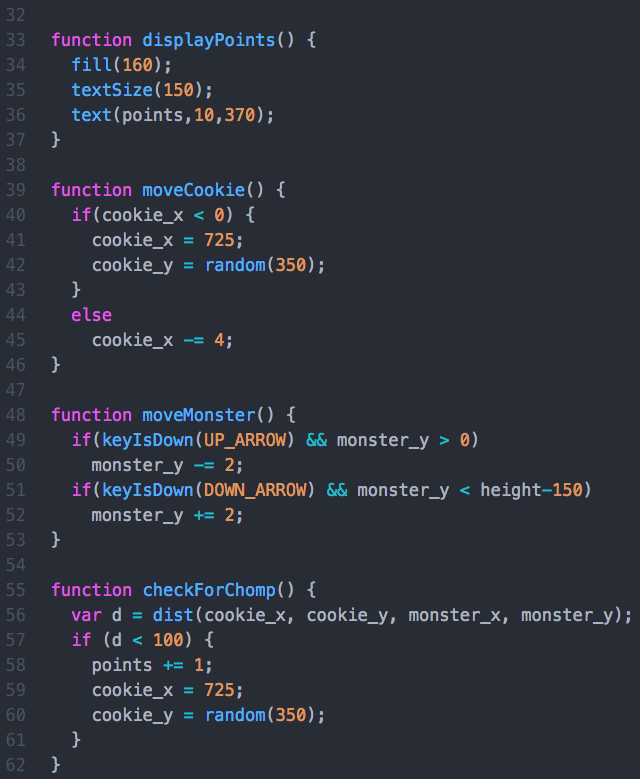 32
33 function displayPoints() {
34   fill(160);
35   textSize(150);
36   text(points,10,370);
37 }
38
39 function moveCookie() {
40   if(cookie_x < 0) {
41     cookie_x = 725;
42     cookie_y = random(350);
43   }
44   else
45     cookie_x -= 4;
46 }
47
48 function moveMonster() {
49   if(keyIsDown(UP_ARROW) && monster_y > 0)
50     monster_y -= 2;
51   if(keyIsDown(DOWN_ARROW) && monster_y < height-150)
52     monster_y += 2;
53 }
54
55 function checkForChomp() {
56   var d = dist(cookie_x, cookie_y, monster_x, monster_y);
57   if (d < 100) {
58     points += 1;
59     cookie_x = 725;
60     cookie_y = random(350);
61   }
62 }